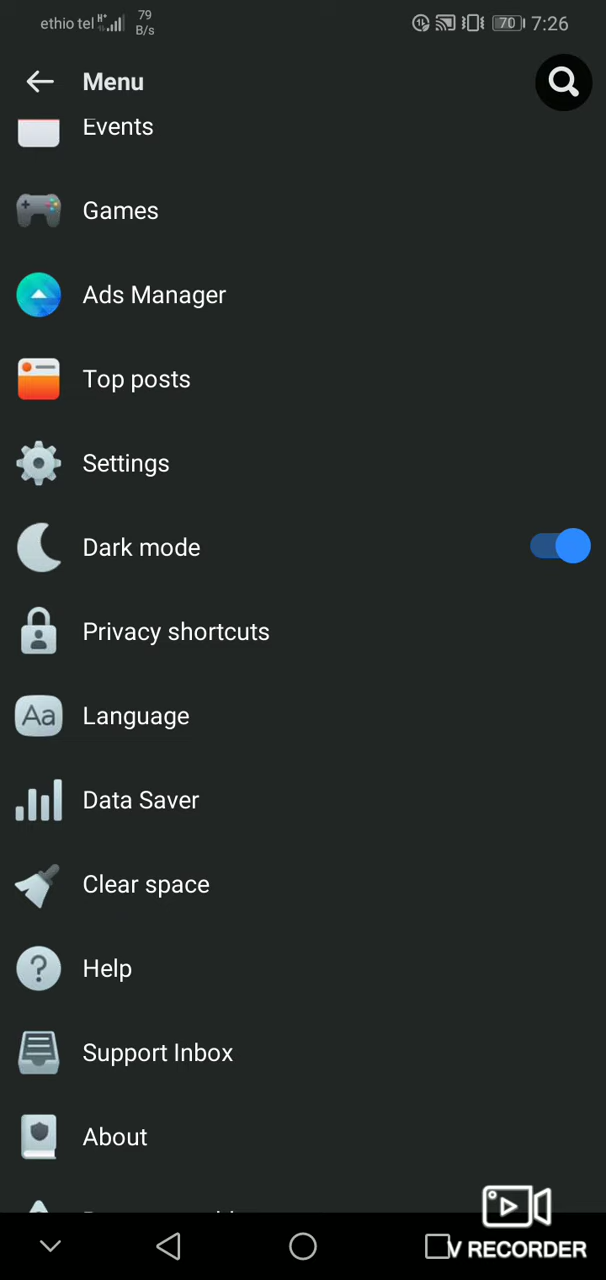 ethio tel H+ 79 B/s 70 7:26
Menu
Events
Games
Ads Manager
Top posts
Settings
Dark mode
Privacy shortcuts
Aa Language
Data Saver
Clear space
? Help
Support Inbox
About
V RECORDER